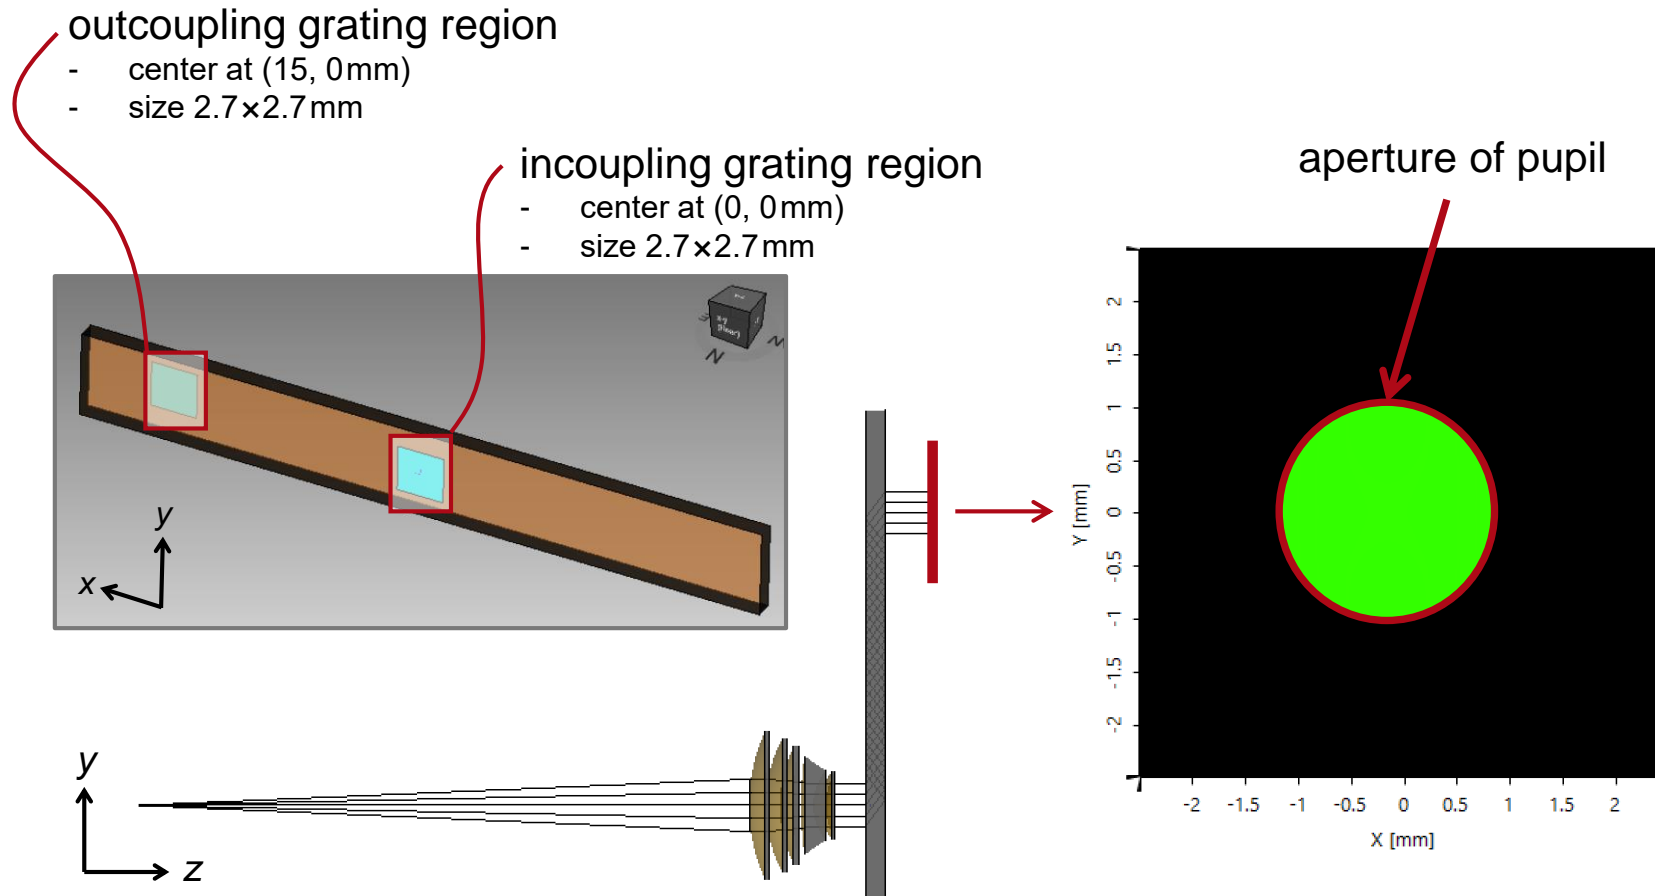 outcoupling grating region
- center at (15, 0mm)
- size 2.7×2.7mm
incoupling grating region
- center at (0, 0mm)
- size 2.7×2.7mm
aperture of pupil
y
x
y
z
Y [mm]
2
1.5
1
0.5
0
-0.5
-1
-1.5
-2
-2 -1.5 -1 -0.5 0 0.5 1 1.5 2
X [mm]